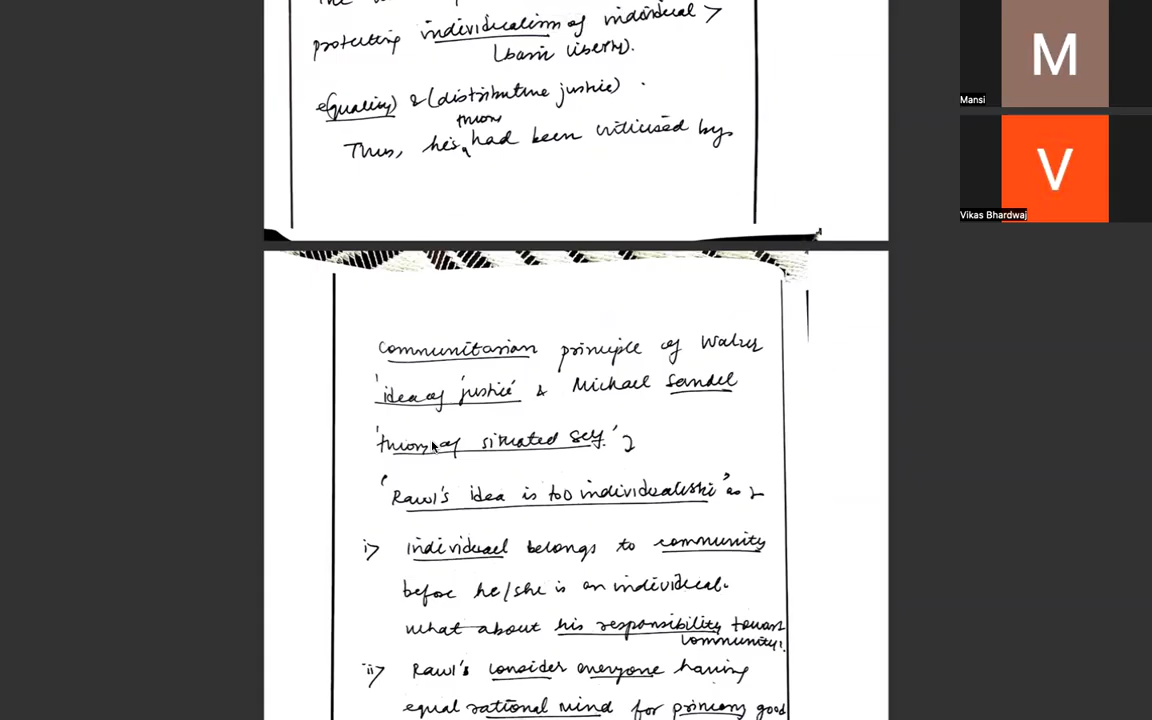 protecting individualism of individual >
(basic liberty).
equality) & (distributive justice) .
theory
Thus, his had been criticised by
communitarian principle of Walzer
'idea of 'justice' & Michael Sandel
'theory of situated self'
'Rawl's idea is too individualistic' as
i> individual belongs to community
before he/she is an individual.
What about his responsibility towards
community?
ii> Rawl's consider everyone having
equal rational mind for primary good
M
Mansi
V
Vikas Bhardwaj